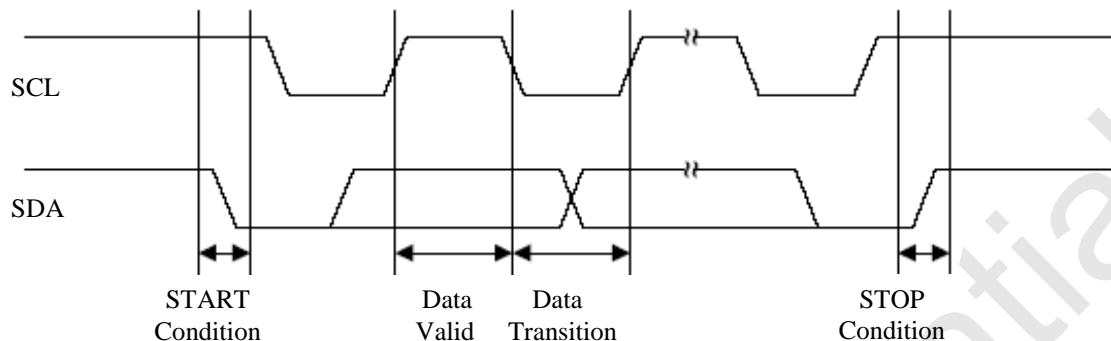 SCL
SDA
START
Condition
Data
Valid
Data
Transition
STOP
Condition